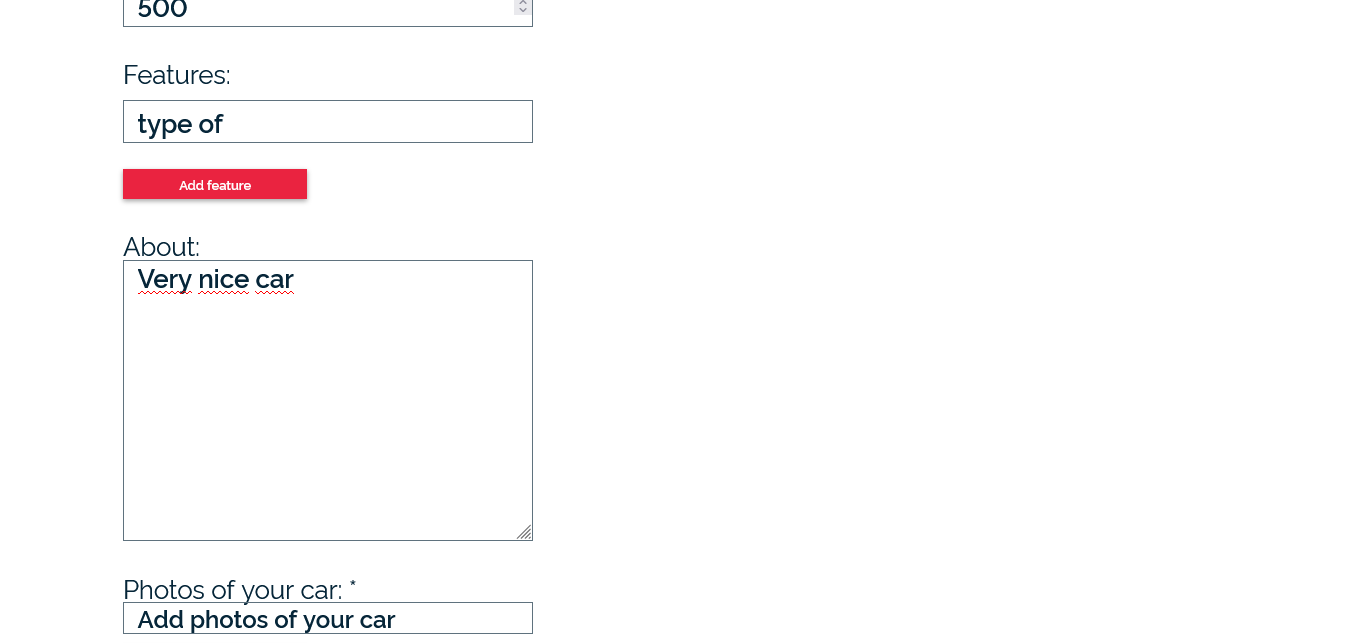 500
Features:
type of
Add feature
About:
Very nice car
Photos of your car: *
Add photos of your car